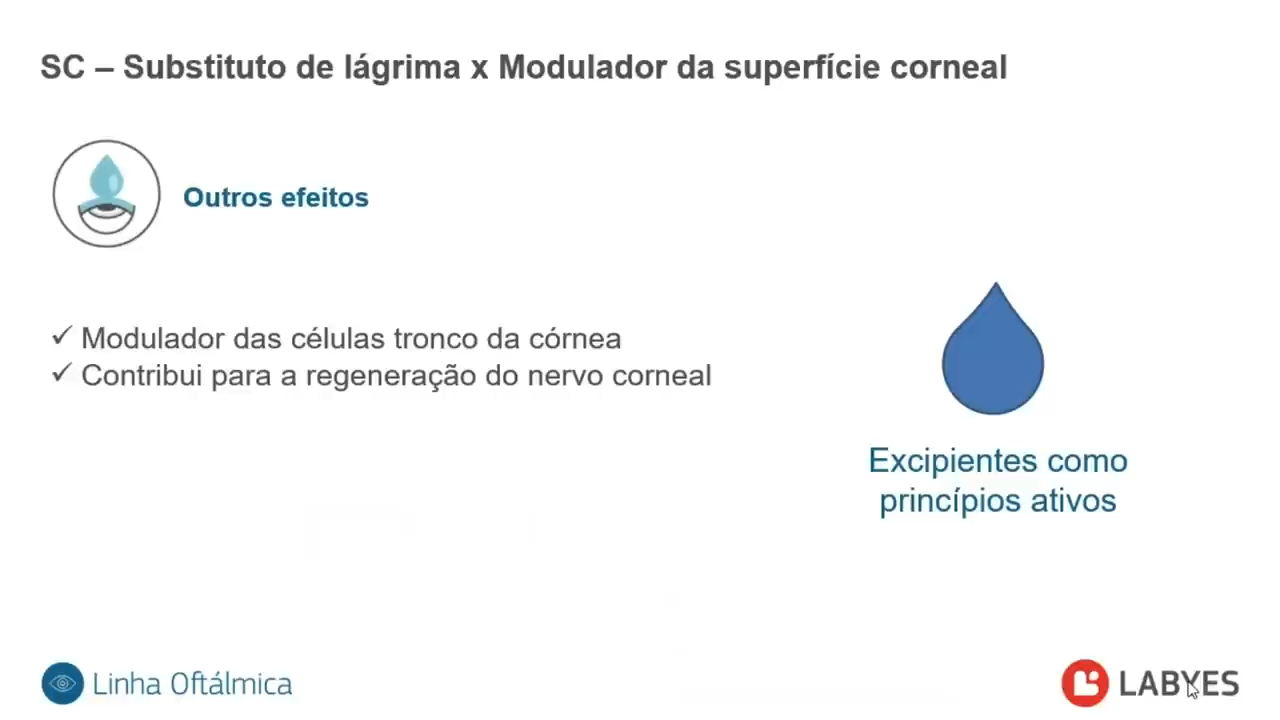 SC – Substituto de lágrima x Modulador da superfície corneal
Outros efeitos
✓ Modulador das células tronco da córnea
✓ Contribui para a regeneração do nervo corneal
Excipientes como
princípios ativos
Linha Oftálmica
LABYES